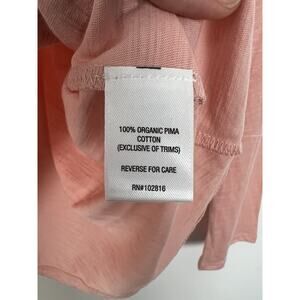 100% ORGANIC PIMA
COTTON
(EXCLUSIVE OF TRIMS)
REVERSE FOR CARE
RN#102816